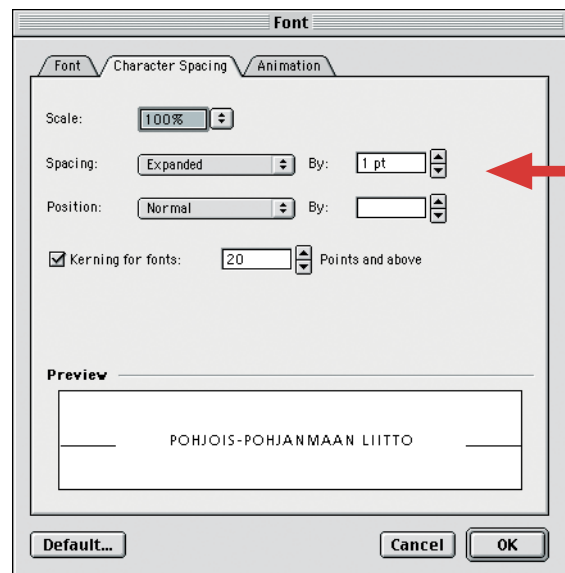 Font
Font Character Spacing Animation
Scale: 100%
Spacing: Expanded By: 1 pt
Position: Normal By:
Kerning for fonts: 20 Points and above
Preview
POHJOIS-POHJANMAAN LIITTO
Default... Cancel OK